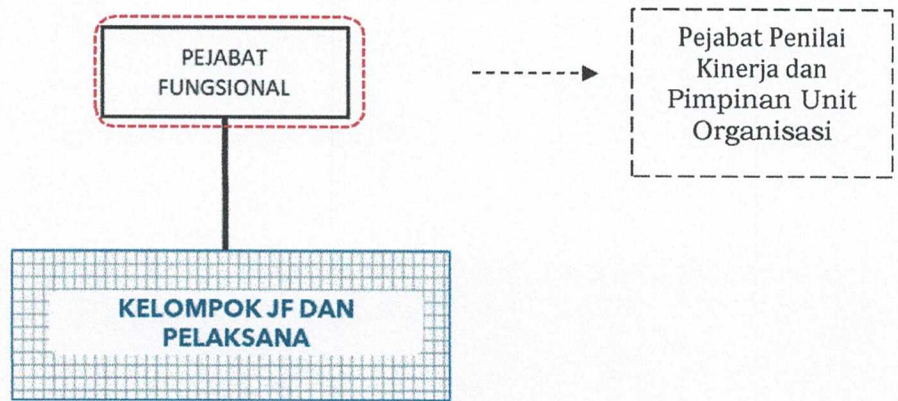 PEJABAT
FUNGSIONAL
Pejabat Penilai
Kinerja dan
Pimpinan Unit
Organisasi
KELOMPOK JF DAN
PELAKSANA